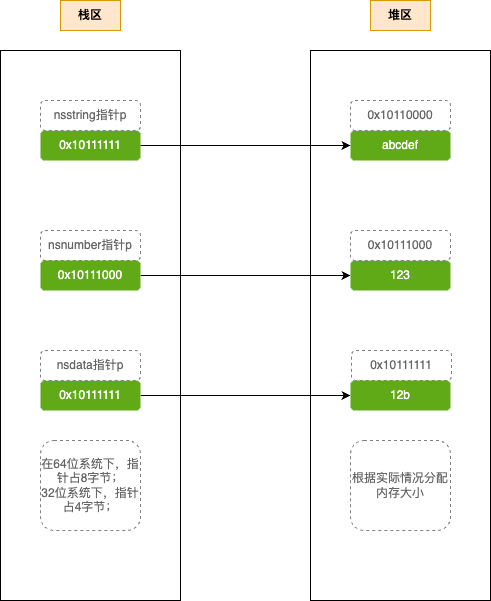 栈区
堆区
nsstring指针p
0x10111111
0x10110000
abcdef
nsnumber指针p
0x10111000
0x10111000
123
nsdata指针p
0x10111111
0x10111111
12b
在64位系统下，指
针占8字节；
32位系统下，指针
占4字节；
根据实际情况分配
内存大小